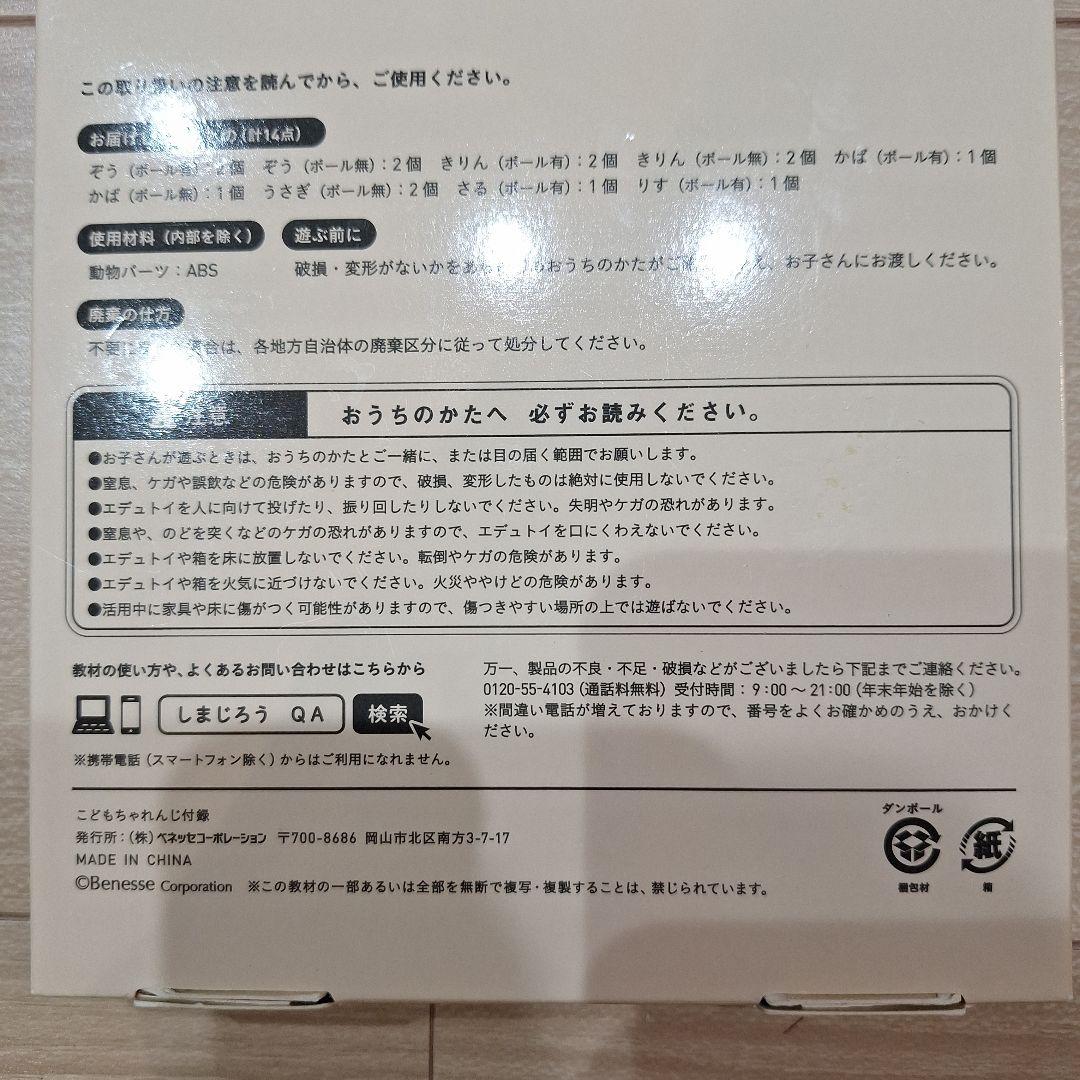 この取り扱いの注意を読んでから、ご使用ください。
お届け の（計14点）
ぞう（ボール有）：2個 ぞう（ボール無）：2個 きりん（ボール有）：2個 きりん（ボール無）：2個 かば（ボール有）：1個
かば（ボール無）：1個 うさぎ（ボール無）：2個 さる（ボール有）：1個 りす（ボール有）：1個
使用材料（内部を除く） 遊ぶ前に
動物パーツ：ABS 破損・変形がないかをあ おうちのかたがご え、お子さんにお渡しください。
廃棄の仕方
不要 合は、各地方自治体の廃棄区分に従って処分してください。
注意 おうちのかたへ 必ずお読みください。
●お子さんが遊ぶときは、おうちのかたとご一緒に、または目の届く範囲でお願いします。
●窒息、ケガや誤飲などの危険がありますので、破損、変形したものは絶対に使用しないでください。
●エデュトイを人に向けて投げたり、振り回したりしないでください。失明やケガの恐れがあります。
●窒息や、のどを突くなどのケガの恐れがありますので、エデュトイを口にくわえないでください。
●エデュトイや箱を床に放置しないでください。転倒やケガの危険があります。
●エデュトイや箱を火気に近づけないでください。火災ややけどの危険があります。
●活用中に家具や床に傷がつく可能性がありますので、傷つきやすい場所の上では遊ばないでください。
教材の使い方や、よくあるお問い合わせはこちらから
しまじろう QA 検索
※携帯電話（スマートフォン除く）からはご利用になれません。
万一、製品の不良・不足・破損などがございましたら下記までご連絡ください。
0120-55-4103（通話料無料）受付時間：9:00～21:00（年末年始を除く）
※間違い電話が増えておりますので、番号をよくお確かめのうえ、おかけく
ださい。
こどもちゃれんじ付録
発行所：（株）ベネッセコーポレーション 〒700-8686 岡山市北区南方3-7-17
MADE IN CHINA
©Benesse Corporation ※この教材の一部あるいは全部を無断で複写・複製することは、禁じられています。
ダンボール
紙
梱包材 箱